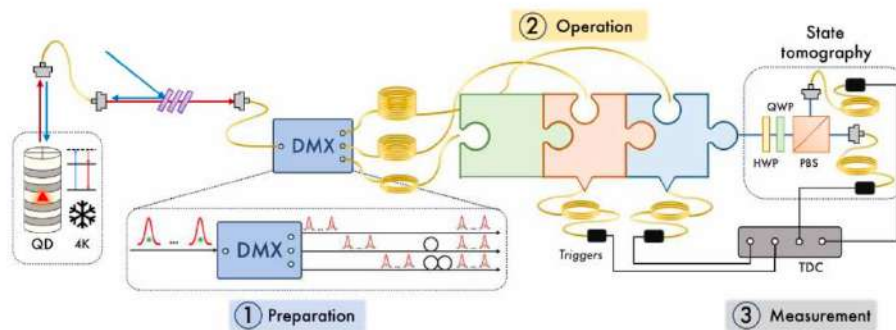 ② Operation
State
tomography
QWP
HWP
PBS
DMX
QD
4K
DMX
Triggers
TDC
① Preparation
③ Measurement